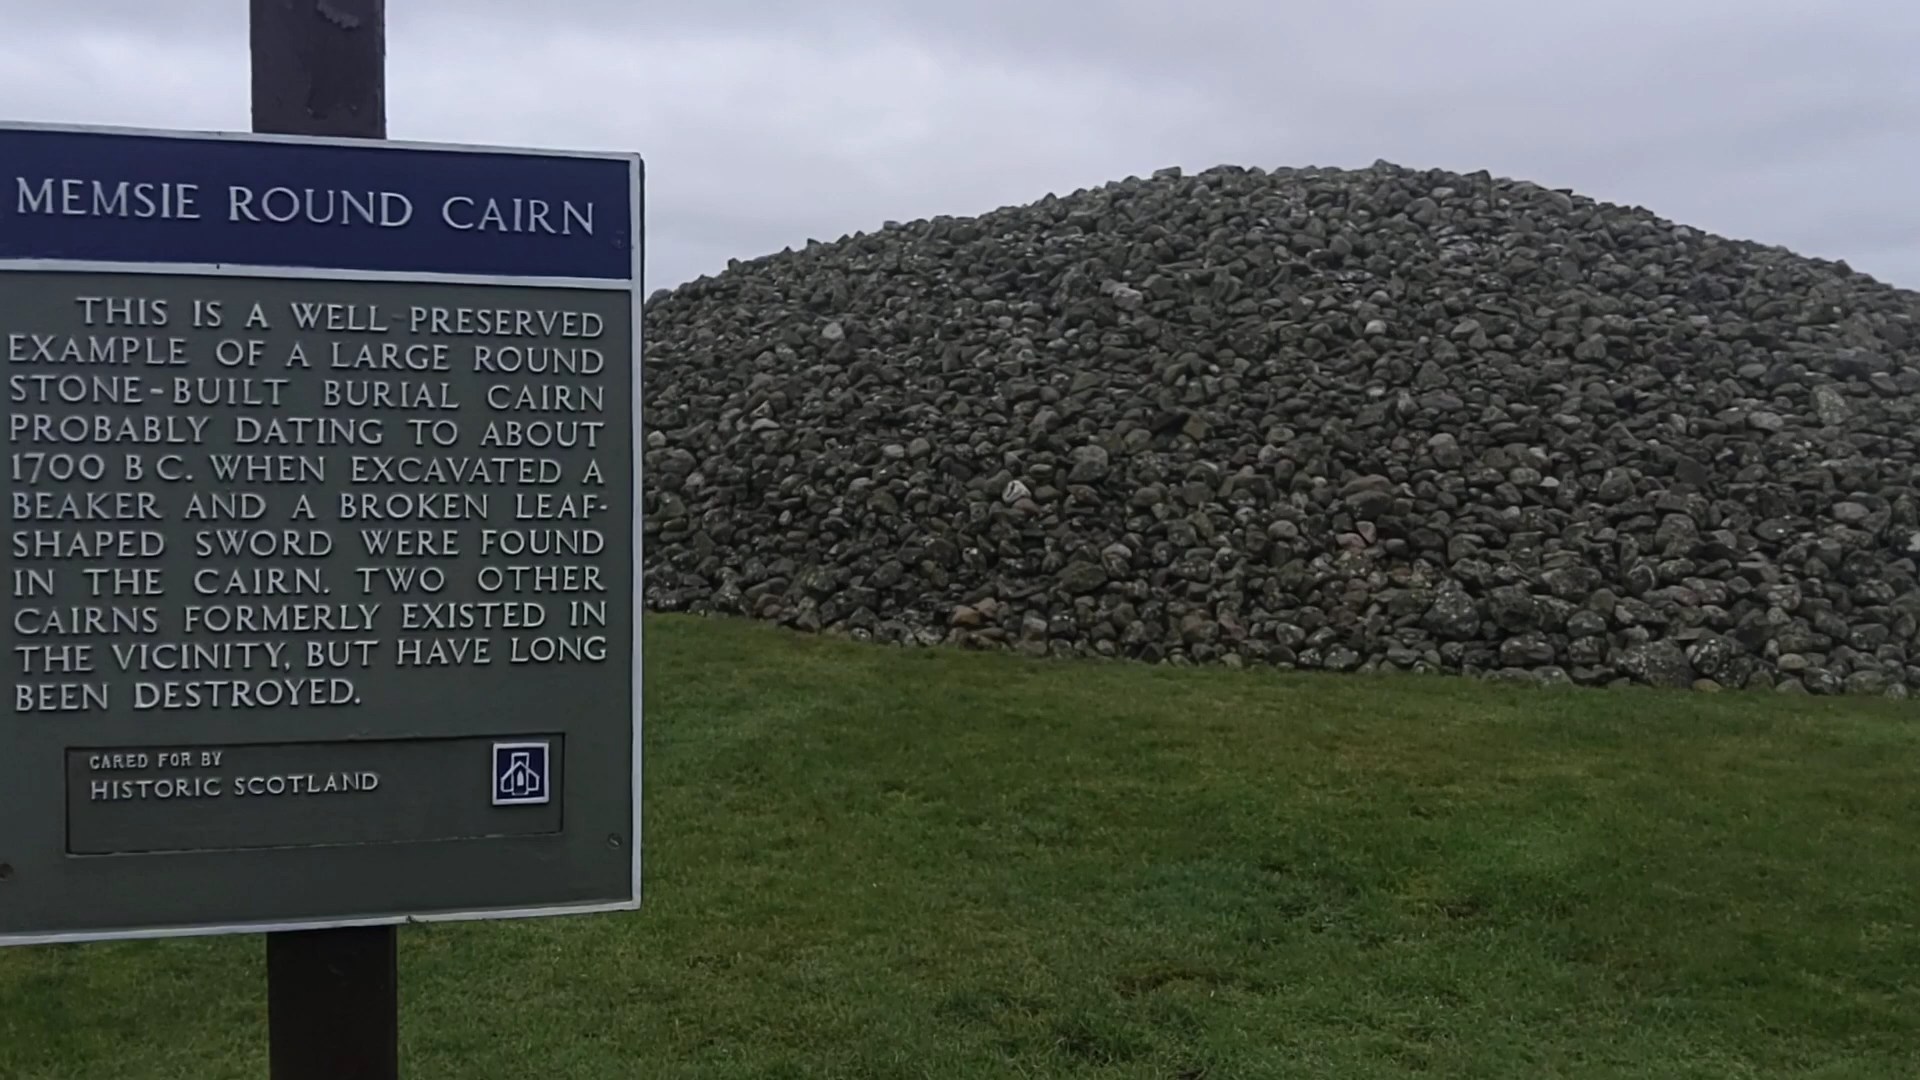 MEMSIE ROUND CAIRN
THIS IS A WELL-PRESERVED
EXAMPLE OF A LARGE ROUND
STONE-BUILT BURIAL CAIRN
PROBABLY DATING TO ABOUT
1700 B C. WHEN EXCAVATED A
BEAKER AND A BROKEN LEAF-
SHAPED SWORD WERE FOUND
IN THE CAIRN. TWO OTHER
CAIRNS FORMERLY EXISTED IN
THE VICINITY, BUT HAVE LONG
BEEN DESTROYED.
CARED FOR BY
HISTORIC SCOTLAND